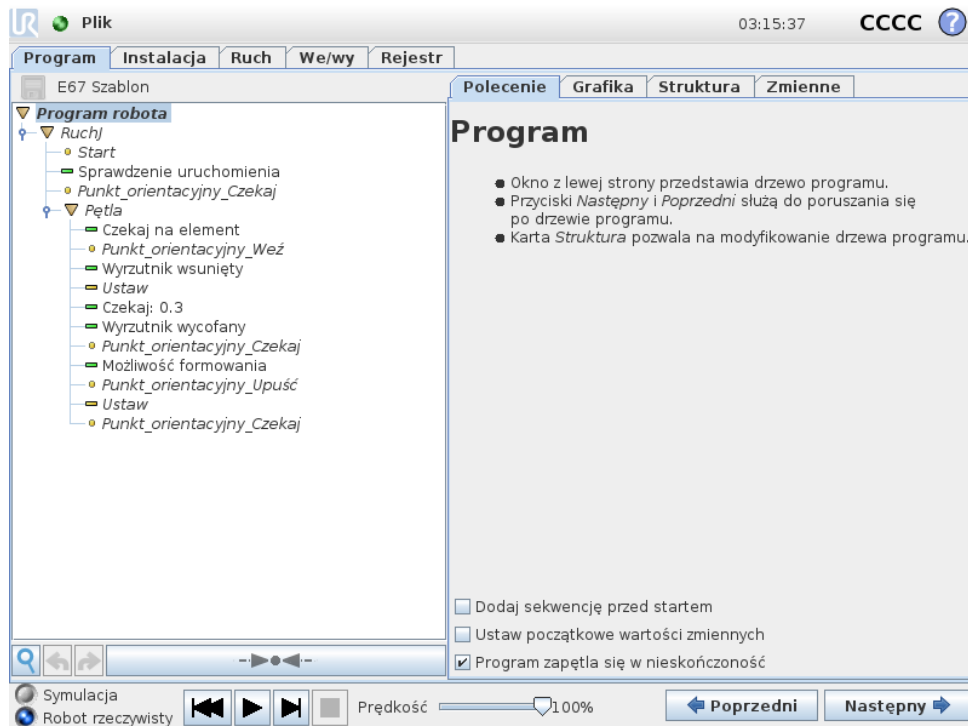 UR Plik 03:15:37 CCCC ?
Program Instalacja Ruch We/wy Rejestr
E67 Szablon
Program robota
RuchJ
Start
Sprawdzenie uruchomienia
Punkt_orientacyjny_Czekaj
Pętla
Czekaj na element
Punkt_orientacyjny_Weź
Wyrzutnik wsunięty
Ustaw
Czekaj: 0.3
Wyrzutnik wycofany
Punkt_orientacyjny_Czekaj
Możliwość formowania
Punkt_orientacyjny_Upuść
Ustaw
Punkt_orientacyjny_Czekaj
Polecenie Grafika Struktura Zmienne
Program
Okno z lewej strony przedstawia drzewo programu.
Przyciski Następny i Poprzedni służą do poruszania się
po drzewie programu.
Karta Struktura pozwala na modyfikowanie drzewa programu.
Dodaj sekwencję przed startem
Ustaw początkowe wartości zmiennych
Program zapętla się w nieskończoność
Symulacja
Robot rzeczywisty
Prędkość 100%
Poprzedni Następny